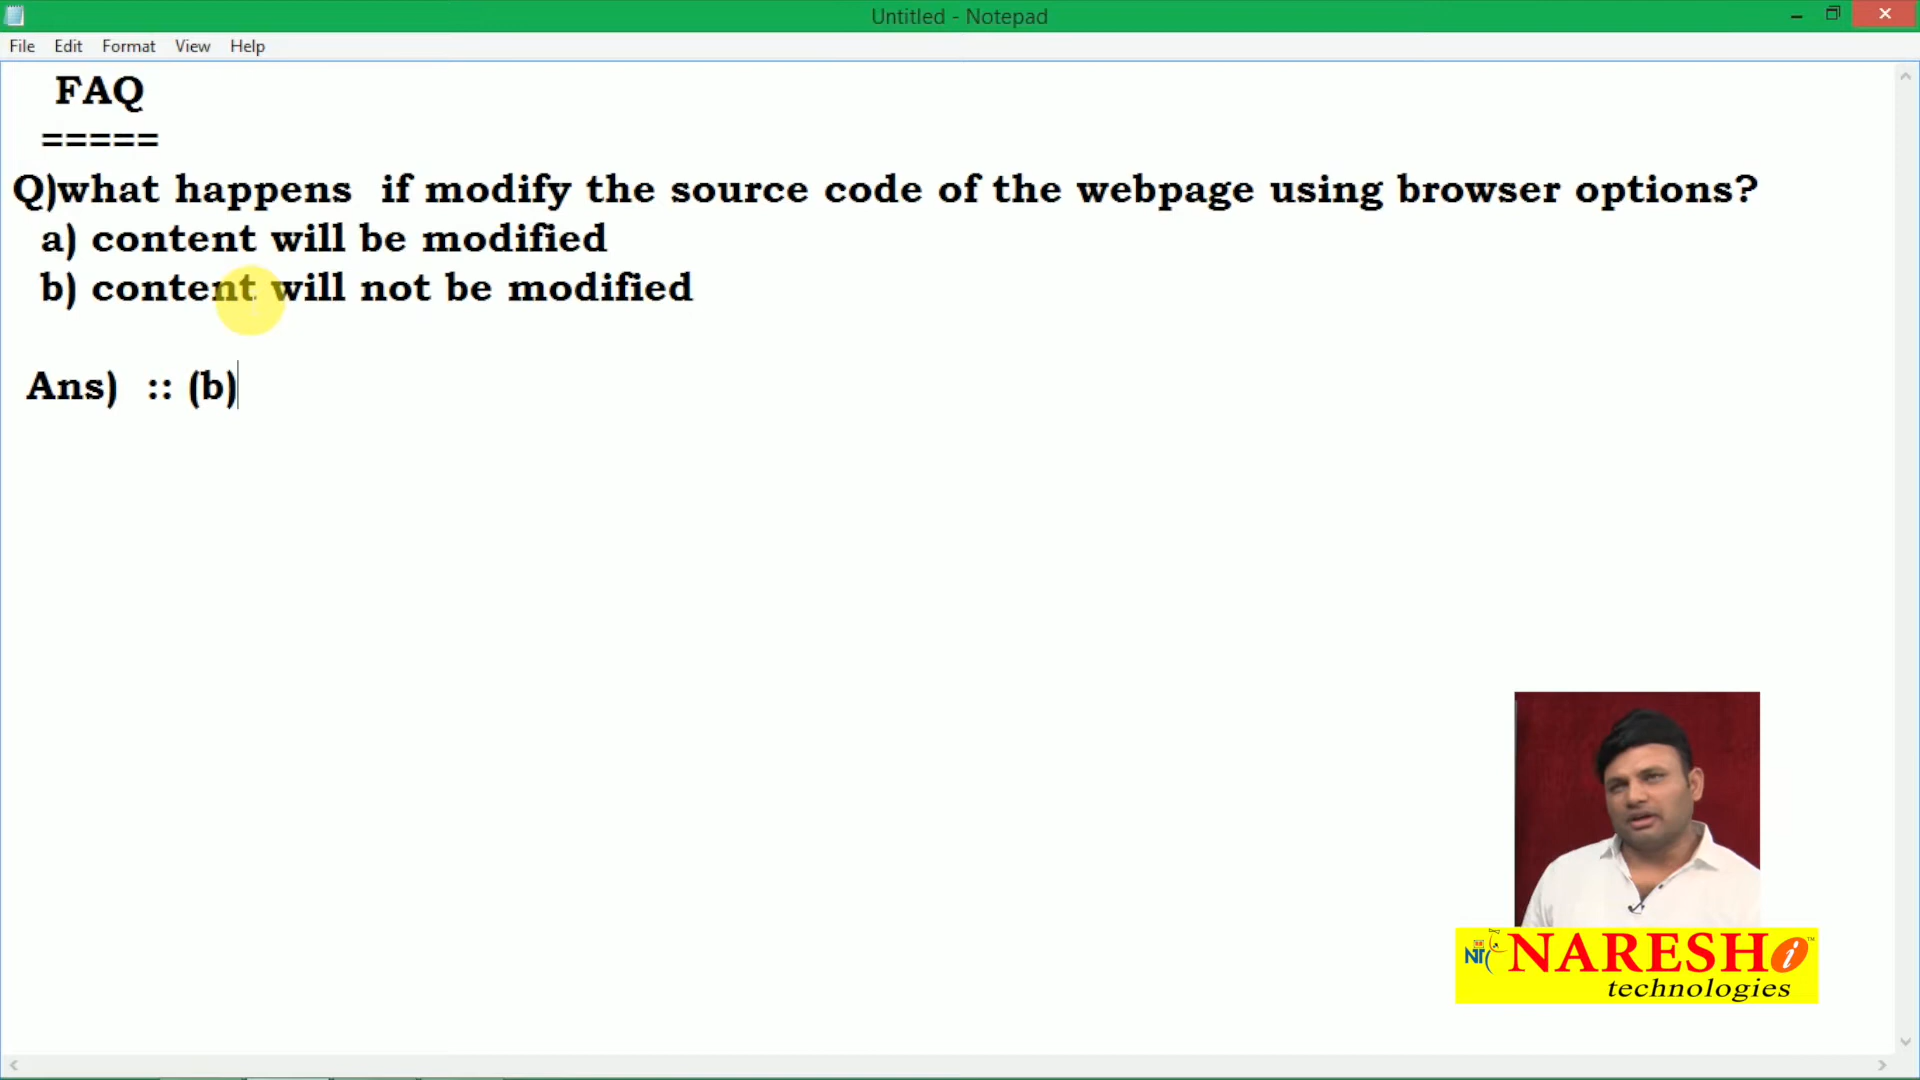 Untitled - Notepad
File Edit Format View Help
FAQ
=====
Q)what happens  if modify the source code of the webpage using browser options?
a) content will be modified
b) content will not be modified
Ans)  :: (b)
NARESH i ™
technologies